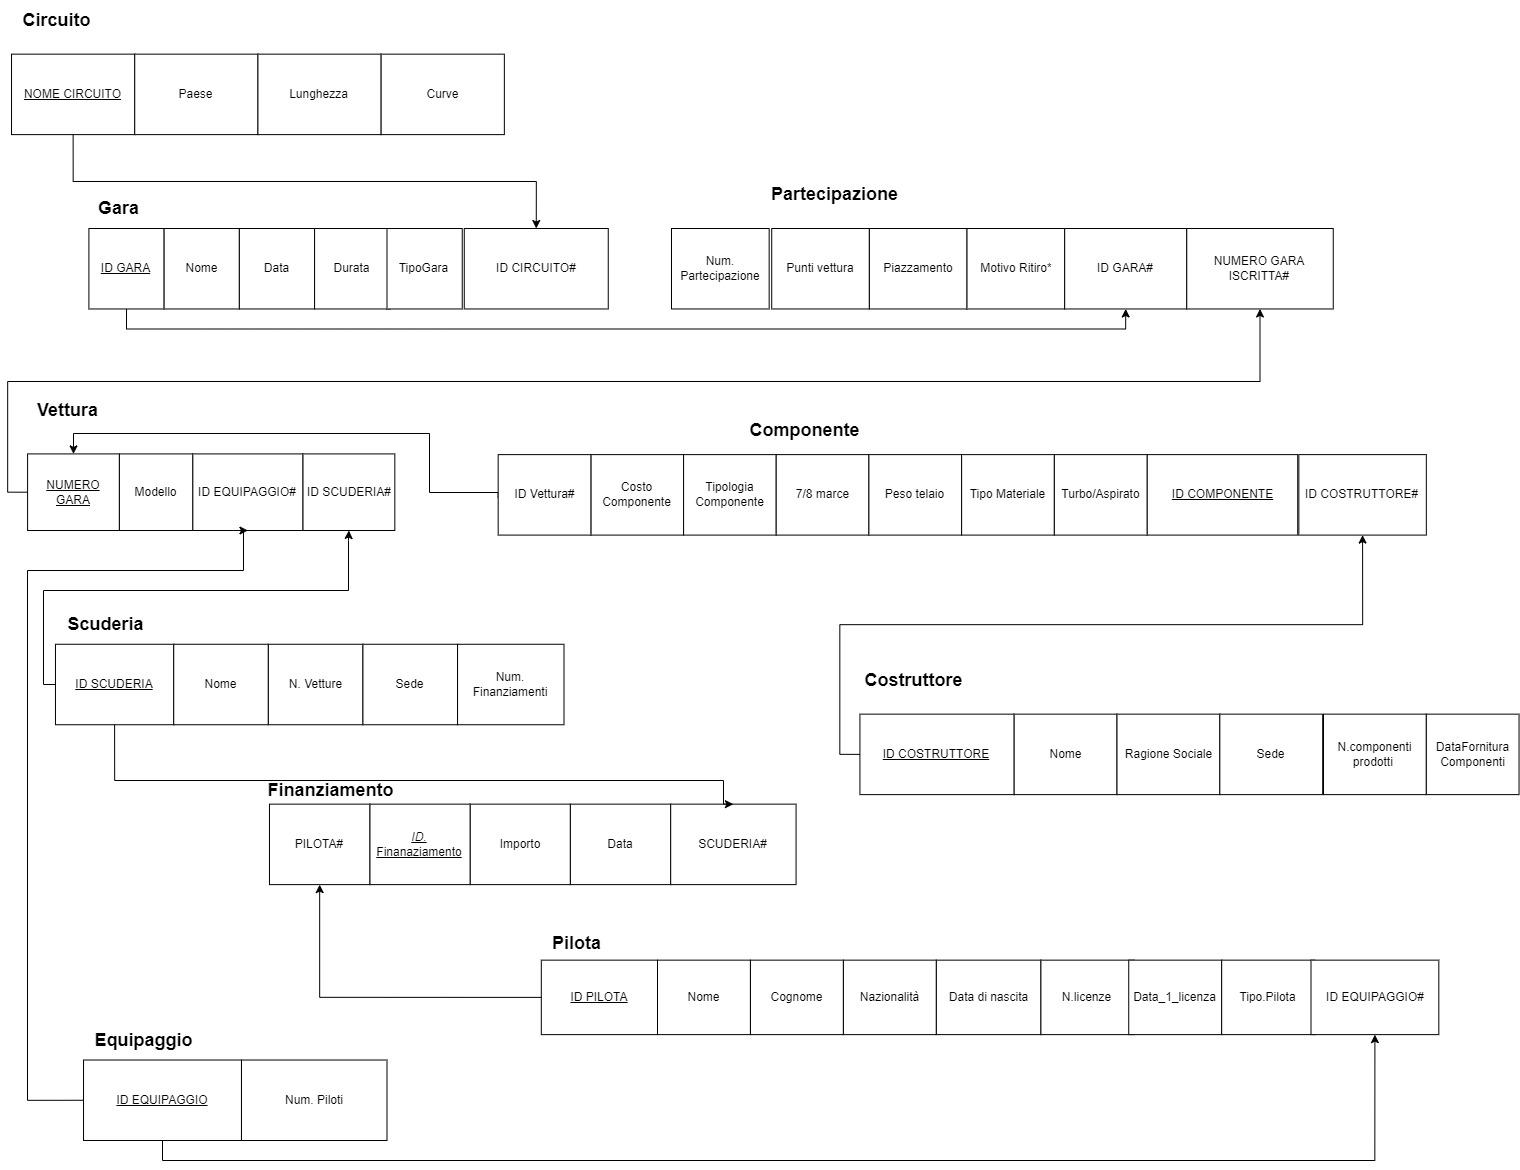 Circuito
NOME CIRCUITO
Paese
Lunghezza
Curve
Gara
ID GARA
Nome
Data
Durata
TipoGara
ID CIRCUITO#
Partecipazione
Num.
Partecipazione
Punti vettura
Piazzamento
Motivo Ritiro*
ID GARA#
NUMERO GARA
ISCRITTA#
Vettura
NUMERO
GARA
Modello
ID EQUIPAGGIO#
ID SCUDERIA#
Componente
ID Vettura#
Costo
Componente
Tipologia
Componente
7/8 marce
Peso telaio
Tipo Materiale
Turbo/Aspirato
ID COMPONENTE
ID COSTRUTTORE#
Scuderia
ID SCUDERIA
Nome
N. Vetture
Sede
Num.
Finanziamenti
Costruttore
ID COSTRUTTORE
Nome
Ragione Sociale
Sede
N.componenti
prodotti
DataFornitura
Componenti
Finanziamento
PILOTA#
ID.
Finanaziamento
Importo
Data
SCUDERIA#
Pilota
ID PILOTA
Nome
Cognome
Nazionalità
Data di nascita
N.licenze
Data_1_licenza
Tipo.Pilota
ID EQUIPAGGIO#
Equipaggio
ID EQUIPAGGIO
Num. Piloti